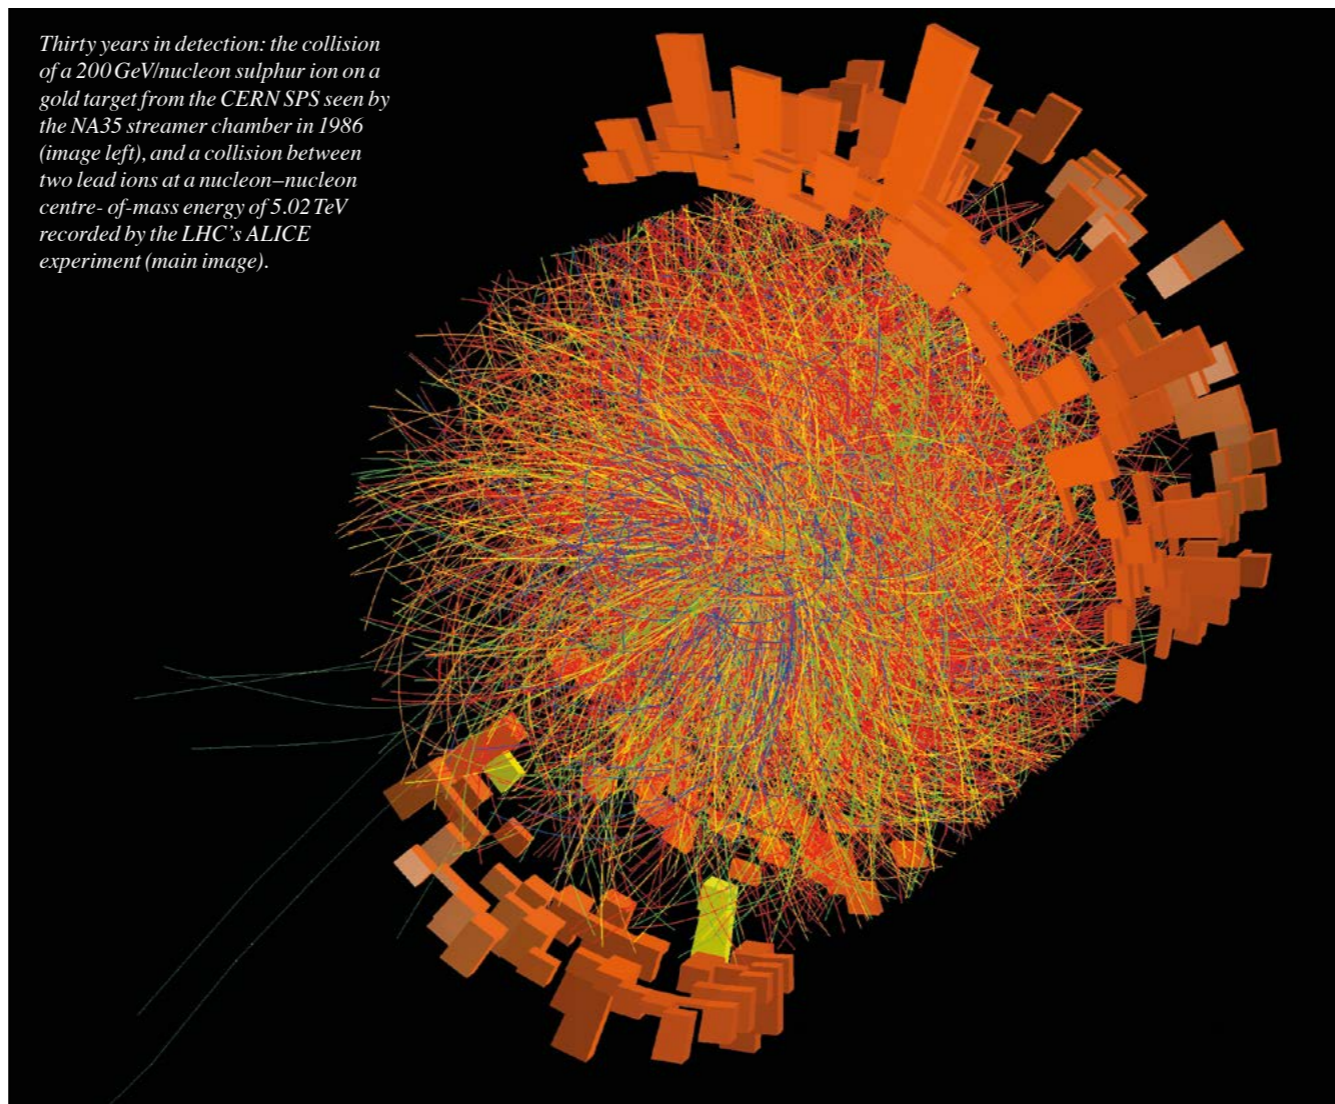 Thirty years in detection: the collision
of a 200 GeV/nucleon sulphur ion on a
gold target from the CERN SPS seen by
the NA35 streamer chamber in 1986
(image left), and a collision between
two lead ions at a nucleon–nucleon
centre- of-mass energy of 5.02 TeV
recorded by the LHC’s ALICE
experiment (main image).